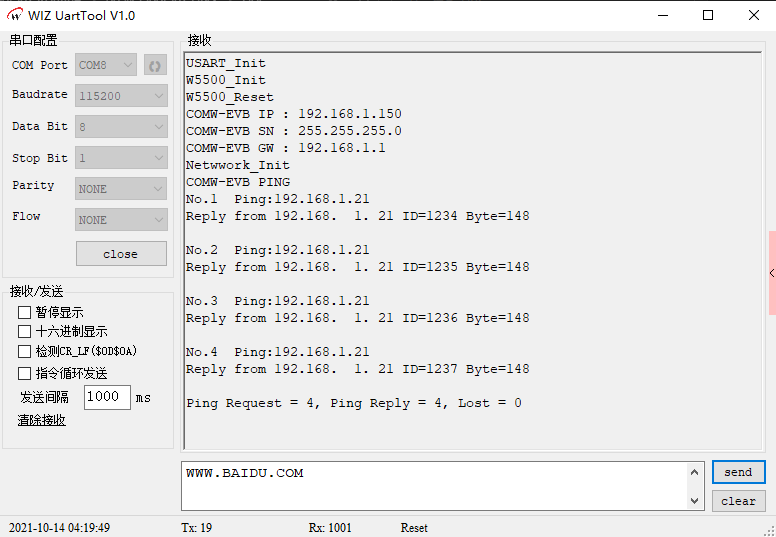 WIZ UartTool V1.0
串口配置
COM Port COM8
Baudrate 115200
Data Bit 8
Stop Bit 1
Parity NONE
Flow NONE
close
接收/发送
暂停显示
十六进制显示
检测CR_LF($0D$0A)
指令循环发送
发送间隔 1000 ms
清除接收
接收
USART_Init
W5500_Init
W5500_Reset
COMW-EVB IP : 192.168.1.150
COMW-EVB SN : 255.255.255.0
COMW-EVB GW : 192.168.1.1
Netwwork_Init
COMW-EVB PING
No.1  Ping:192.168.1.21
Reply from 192.168.  1. 21 ID=1234 Byte=148
No.2  Ping:192.168.1.21
Reply from 192.168.  1. 21 ID=1235 Byte=148
No.3  Ping:192.168.1.21
Reply from 192.168.  1. 21 ID=1236 Byte=148
No.4  Ping:192.168.1.21
Reply from 192.168.  1. 21 ID=1237 Byte=148
Ping Request = 4, Ping Reply = 4, Lost = 0
WWW.BAIDU.COM
send
clear
2021-10-14 04:19:49 Tx: 19 Rx: 1001 Reset